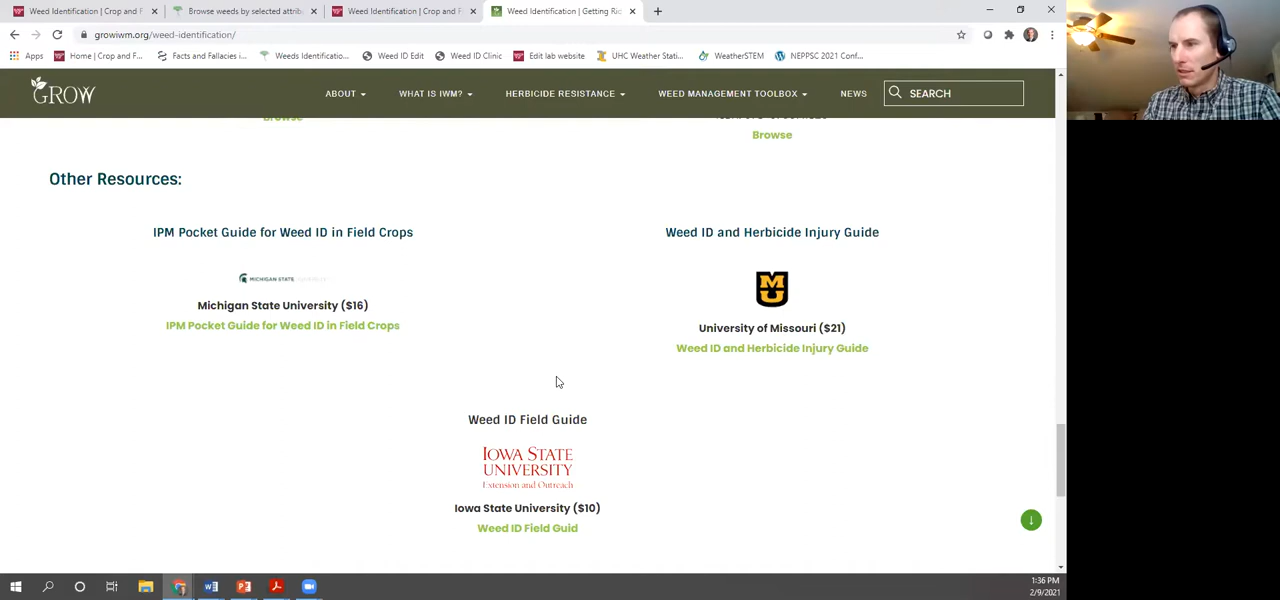 Weed Identification | Crop and F
Browse weeds by selected attrib
Weed Identification | Crop and F
Weed Identification | Getting Ric
growiwm.org/weed-identification/
Apps
Home | Crop and F...
Facts and Fallacies i...
Weeds Identificatio...
Weed ID Edit
Weed ID Clinic
Edit lab website
UHC Weather Stati...
WeatherSTEM
NEPPSC 2021 Conf...
GROW
ABOUT
WHAT IS IWM?
HERBICIDE RESISTANCE
WEED MANAGEMENT TOOLBOX
NEWS
SEARCH
Browse
Browse
Other Resources:
IPM Pocket Guide for Weed ID in Field Crops
MICHIGAN STATE
Michigan State University ($16)
IPM Pocket Guide for Weed ID in Field Crops
Weed ID and Herbicide Injury Guide
MU
University of Missouri ($21)
Weed ID and Herbicide Injury Guide
Weed ID Field Guide
IOWA STATE
UNIVERSITY
Extension and Outreach
Iowa State University ($10)
Weed ID Field Guid
1:36 PM
2/9/2021